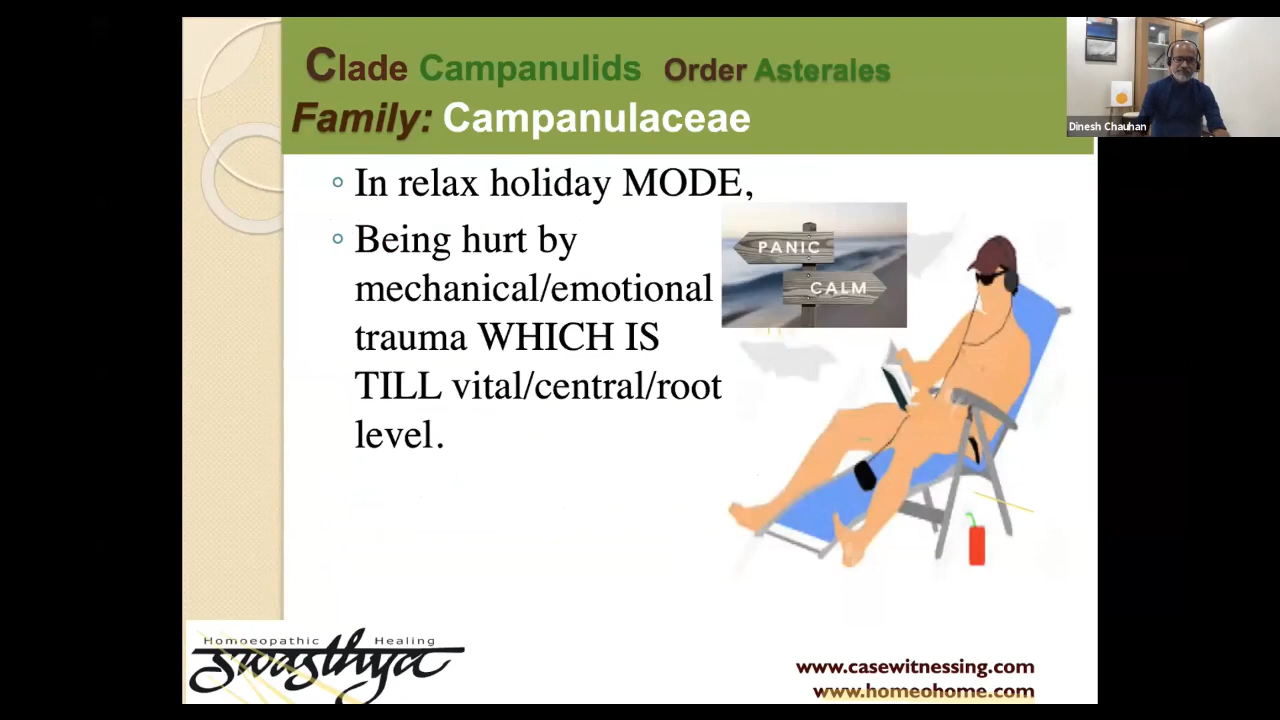 Clade Campanulids Order Asterales
Family: Campanulaceae
Dinesh Chauhan
In relax holiday MODE,
Being hurt by
mechanical/emotional
trauma WHICH IS
TILL vital/central/root
level.
PANIC
CALM
Homoeopathic Healing
swasthya
www.casewitnessing.com
www.homeohome.com